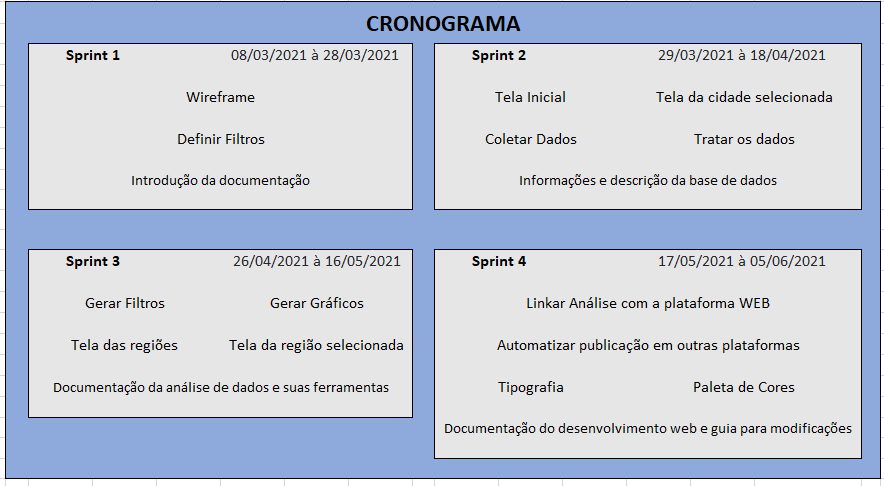 CRONOGRAMA
Sprint 1 08/03/2021 à 28/03/2021
Wireframe
Definir Filtros
Introdução da documentação
Sprint 2 29/03/2021 à 18/04/2021
Tela Inicial Tela da cidade selecionada
Coletar Dados Tratar os dados
Informações e descrição da base de dados
Sprint 3 26/04/2021 à 16/05/2021
Gerar Filtros Gerar Gráficos
Tela das regiões Tela da região selecionada
Documentação da análise de dados e suas ferramentas
Sprint 4 17/05/2021 à 05/06/2021
Linkar Análise com a plataforma WEB
Automatizar publicação em outras plataformas
Tipografia Paleta de Cores
Documentação do desenvolvimento web e guia para modificações